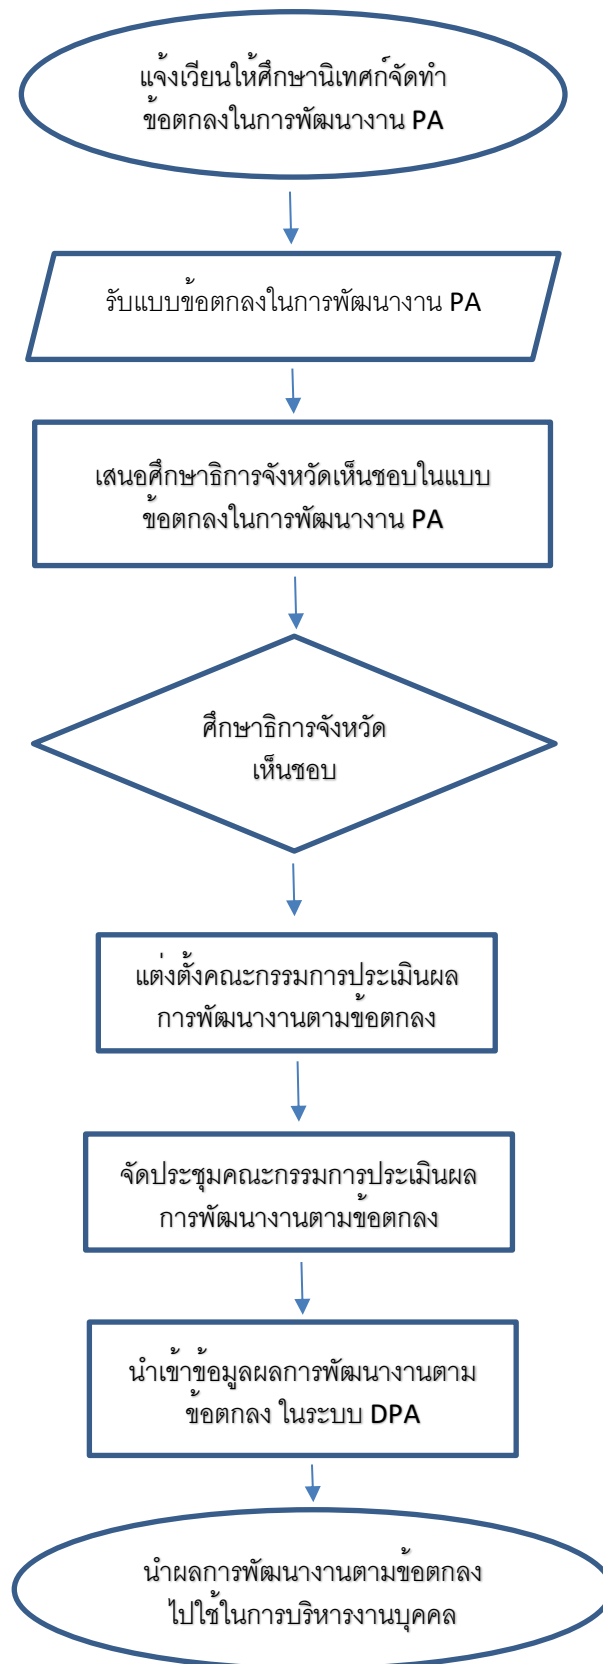 แจ้งเวียนให้ศึกษานิเทศก์จัดทำ
ข้อตกลงในการพัฒนางาน PA
รับแบบข้อตกลงในการพัฒนางาน PA
เสนอศึกษาธิการจังหวัดเห็นชอบในแบบ
ข้อตกลงในการพัฒนางาน PA
ศึกษาธิการจังหวัด
เห็นชอบ
แต่งตั้งคณะกรรมการประเมินผล
การพัฒนางานตามข้อตกลง
จัดประชุมคณะกรรมการประเมินผล
การพัฒนางานตามข้อตกลง
นำเข้าข้อมูลผลการพัฒนางานตาม
ข้อตกลง ในระบบ DPA
นำผลการพัฒนางานตามข้อตกลง
ไปใช้ในการบริหารงานบุคคล